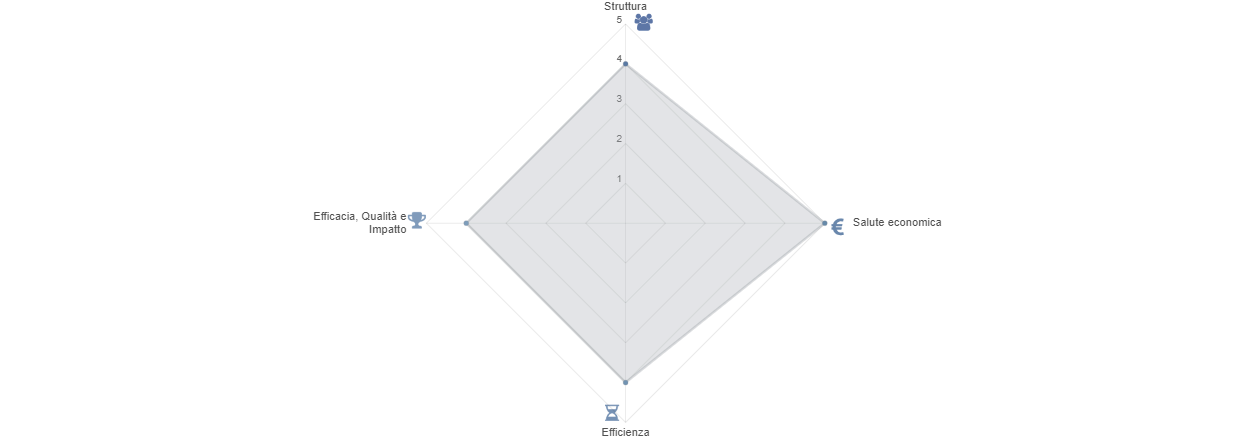 Struttura
5
4
3
2
1
Efficacia, Qualità e
Impatto
€
Salute economica
Efficienza